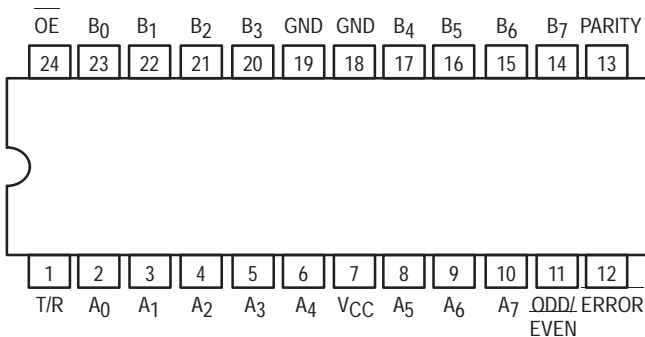 OE B0 B1 B2 B3 GND GND B4 B5 B6 B7 PARITY
24 23 22 21 20 19 18 17 16 15 14 13
1 2 3 4 5 6 7 8 9 10 11 12
T/R A0 A1 A2 A3 A4 VCC A5 A6 A7 ODD/ ERROR
EVEN